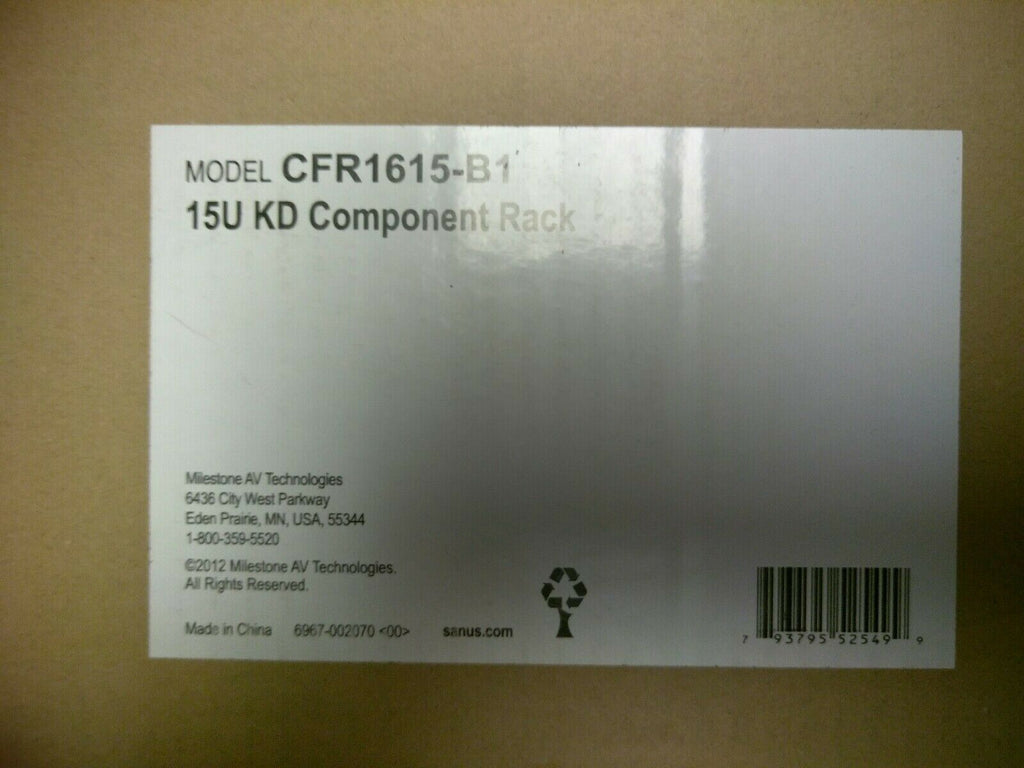 MODEL CFR1615-B1
15U KD Component Rack
Milestone AV Technologies
6436 City West Parkway
Eden Prairie, MN, USA, 55344
1-800-359-5520
©2012 Milestone AV Technologies.
All Rights Reserved.
Made in China 6967-002070 <00> sanus.com
7 93795 52549 9